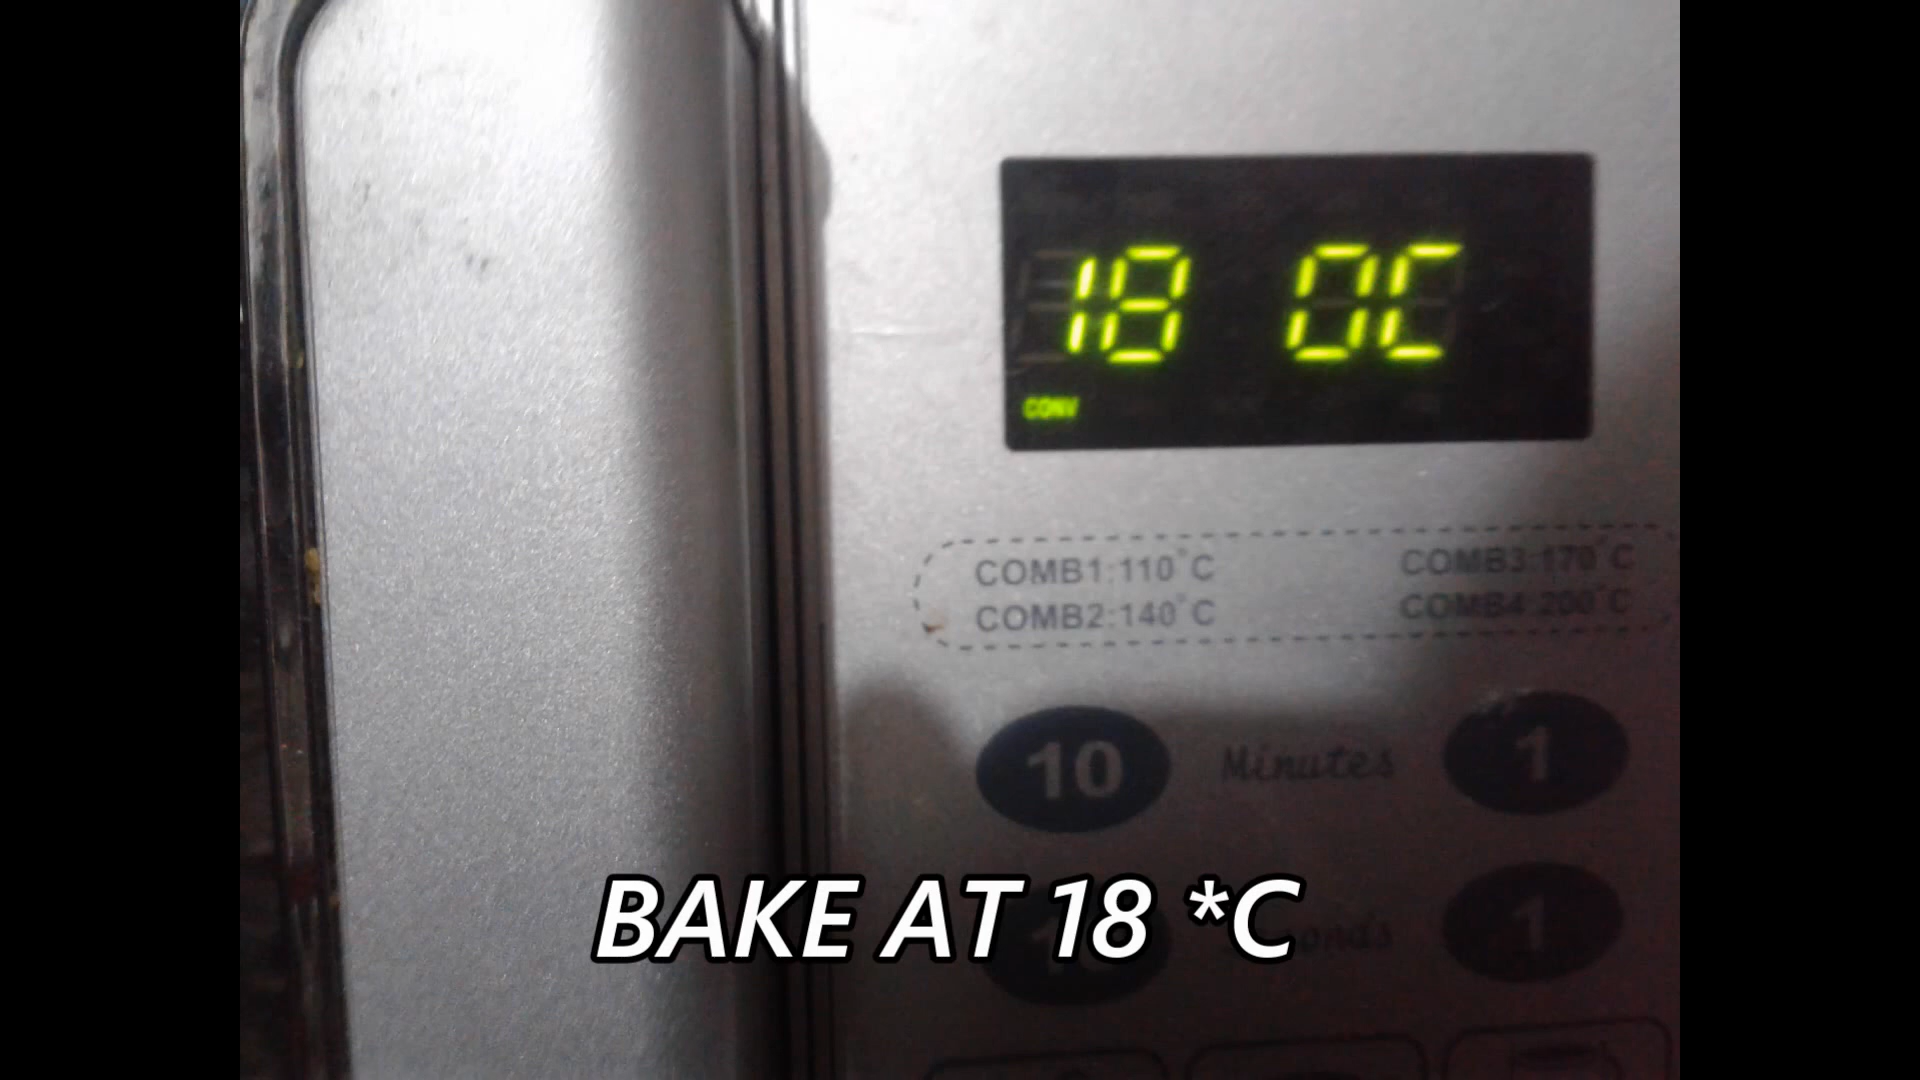 18 0C
CONV
COMB1:110°C COMB3:170°C
COMB2:140°C COMB4:200°C
10 Minutes 1
1
BAKE AT 18 *C